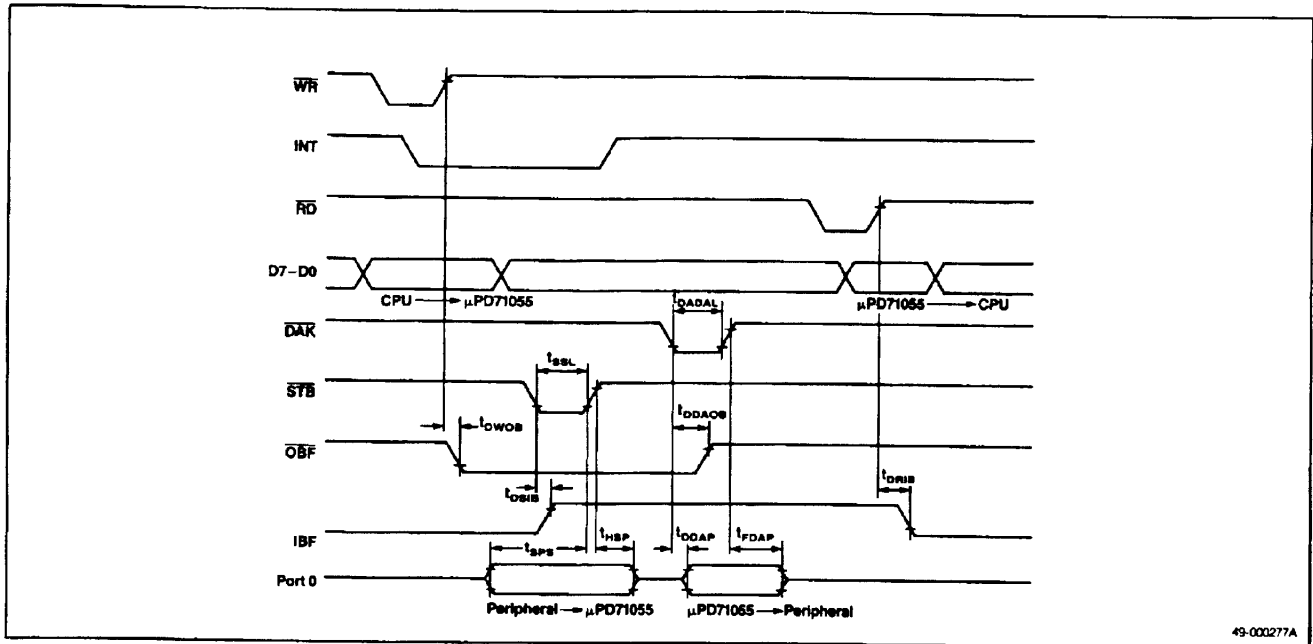 WR
INT
RD
D7–D0
CPU → μPD71055
μPD71055 → CPU
tDADAL
DAK
tSSL
STB
tDWOB
tDDAOB
OBF
tDSIB
tDRIB
IBF
tSPS
tHSP
tDDAP
tFDAP
Port 0
Peripheral → μPD71055
μPD71055 → Peripheral
49-000277A